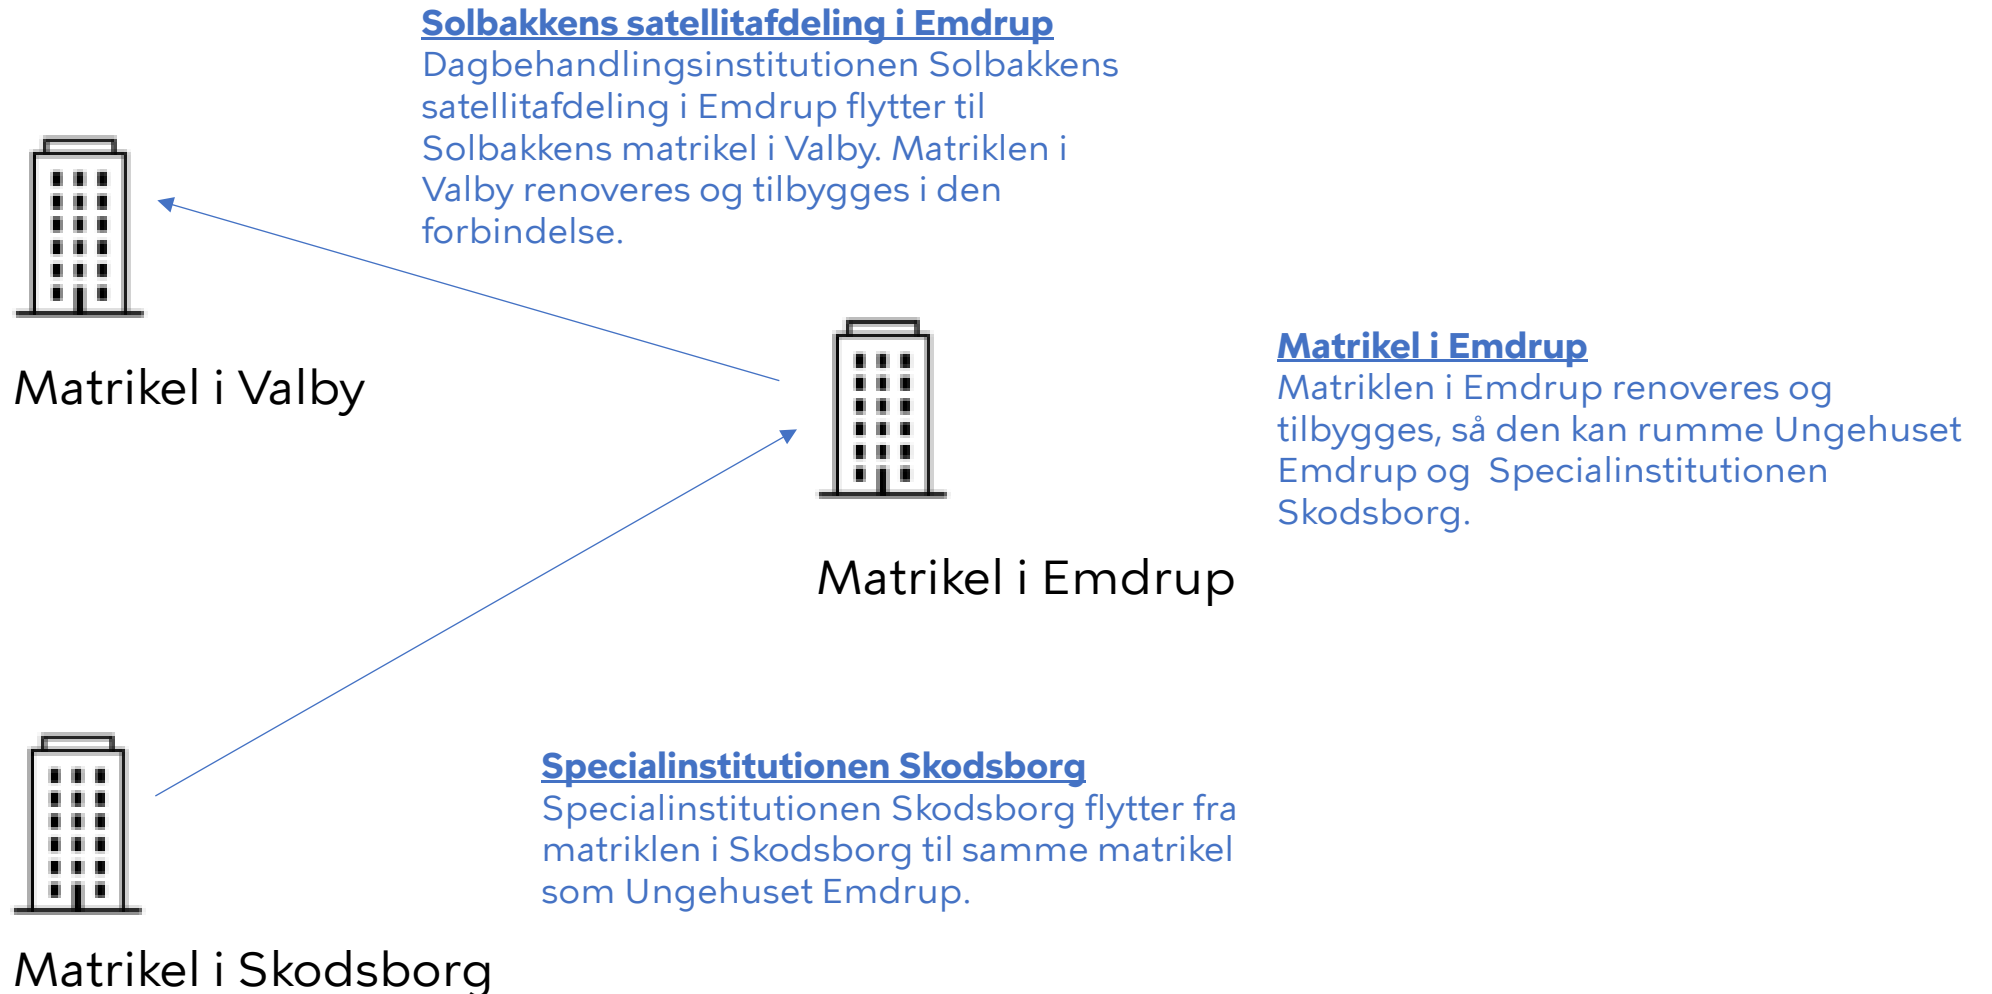 Solbakkens satellitafdeling i Emdrup
Dagbehandlingsinstitutionen Solbakkens
satellitafdeling i Emdrup flytter til
Solbakkens matrikel i Valby. Matriklen i
Valby renoveres og tilbygges i den
forbindelse.
Matrikel i Valby
Matrikel i Emdrup
Matriklen i Emdrup renoveres og
tilbygges, så den kan rumme Ungehuset
Emdrup og  Specialinstitutionen
Skodsborg.
Matrikel i Emdrup
Specialinstitutionen Skodsborg
Specialinstitutionen Skodsborg flytter fra
matriklen i Skodsborg til samme matrikel
som Ungehuset Emdrup.
Matrikel i Skodsborg